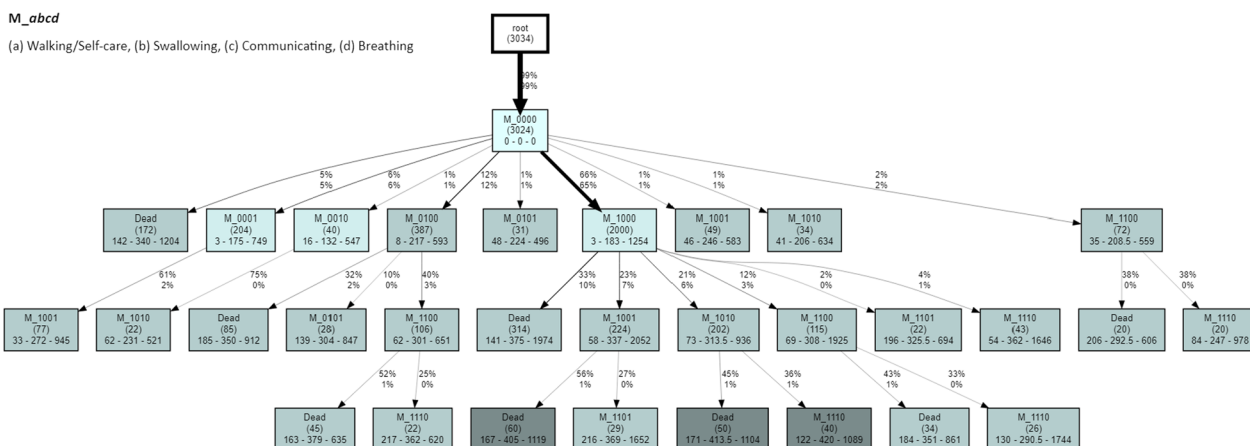 M_abcd
(a) Walking/Self-care, (b) Swallowing, (c) Communicating, (d) Breathing
root
(3034)
99%
99%
M_0000
(3024)
0 - 0 - 0
5%
5%
6%
6%
1%
1%
12%
12%
1%
1%
66%
65%
1%
1%
1%
1%
2%
2%
Dead
(172)
142 - 340 - 1204
M_0001
(204)
3 - 175 - 749
M_0010
(40)
16 - 132 - 547
M_0100
(387)
8 - 217 - 593
M_0101
(31)
48 - 224 - 496
M_1000
(2000)
3 - 183 - 1254
M_1001
(49)
46 - 246 - 583
M_1010
(34)
41 - 206 - 634
M_1100
(72)
35 - 208.5 - 559
61%
2%
75%
0%
32%
2%
10%
0%
40%
3%
33%
10%
23%
7%
21%
6%
12%
3%
2%
0%
4%
1%
38%
0%
38%
0%
M_1001
(77)
33 - 272 - 945
M_1010
(22)
62 - 231 - 521
Dead
(85)
185 - 350 - 912
M_0101
(28)
139 - 304 - 847
M_1100
(106)
62 - 301 - 651
Dead
(314)
141 - 375 - 1974
M_1001
(224)
58 - 337 - 2052
M_1010
(202)
73 - 313.5 - 936
M_1100
(115)
69 - 308 - 1925
M_1101
(22)
196 - 325.5 - 694
M_1110
(43)
54 - 362 - 1646
Dead
(20)
206 - 292.5 - 606
M_1110
(20)
84 - 247 - 978
52%
1%
25%
0%
56%
1%
27%
0%
45%
1%
36%
1%
43%
1%
33%
0%
Dead
(45)
163 - 379 - 635
M_1110
(22)
217 - 362 - 620
Dead
(60)
167 - 405 - 1119
M_1101
(29)
216 - 369 - 1652
Dead
(50)
171 - 413.5 - 1104
M_1110
(40)
122 - 420 - 1089
Dead
(34)
184 - 351 - 861
M_1110
(26)
130 - 290.5 - 1744